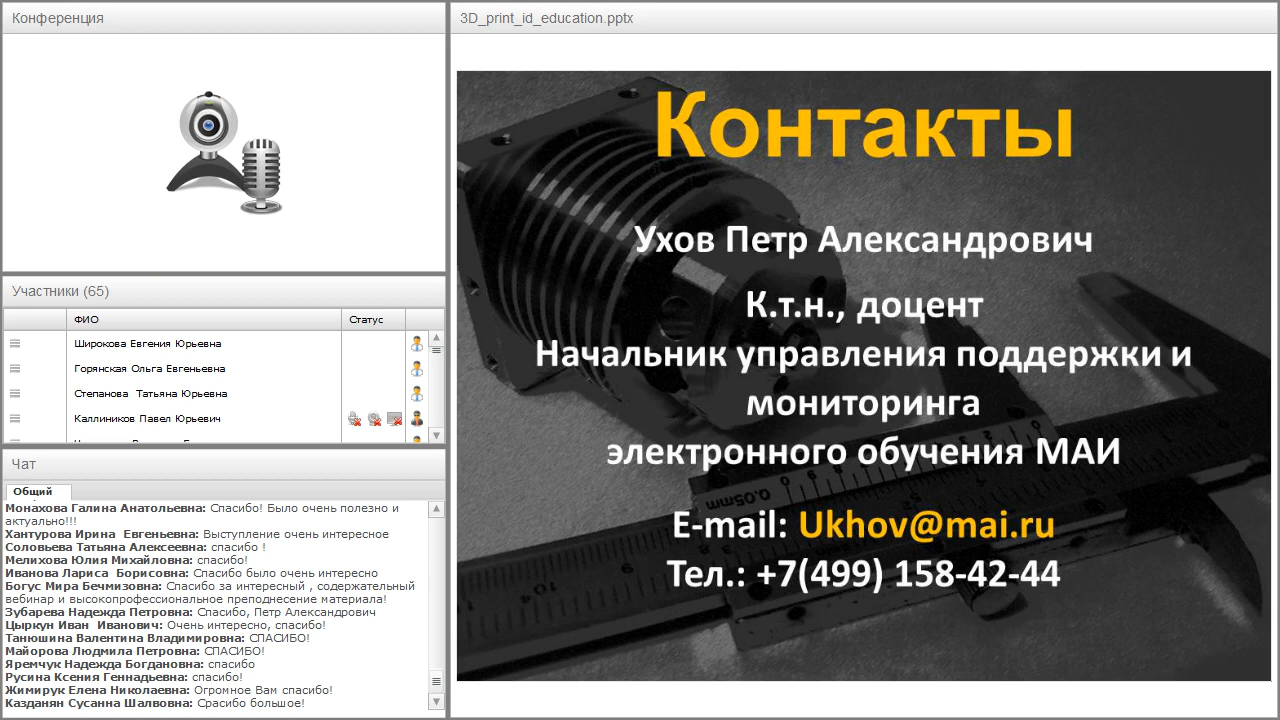 Конференция
Участники (65)
ФИО
Статус
Широкова Евгения Юрьевна
Горянская Ольга Евгеньевна
Степанова Татьяна Юрьевна
Каллиников Павел Юрьевич
Чат
Общий
Монахова Галина Анатольевна: Спасибо! Было очень полезно и
актуально!!!
Хантурова Ирина Евгеньевна: Выступление очень интересное
Соловьева Татьяна Алексеевна: спасибо !
Мелихова Юлия Михайловна: спасибо!
Иванова Лариса Борисовна: Спасибо было очень интересно
Богус Мира Бечмизовна: Спасибо за интересный , содержательный
вебинар и высокопрофессиональное преподнесение материала!
Зубарева Надежда Петровна: Спасибо, Петр Александрович
Цыркун Иван Иванович: Очень интересно, спасибо!
Танюшина Валентина Владимировна: СПАСИБО!
Майорова Людмила Петровна: СПАСИБО!
Яремчук Надежда Богдановна: спасибо
Русина Ксения Геннадьевна: спасибо!
Жимирук Елена Николаевна: Огромное Вам спасибо!
Казданян Сусанна Шалвовна: Срасибо большое!
3D_print_id_education.pptx
Контакты
Ухов Петр Александрович
К.т.н., доцент
Начальник управления поддержки и
мониторинга
электронного обучения МАИ
0.05mm
E-mail: Ukhov@mai.ru
Тел.: +7(499) 158-42-44